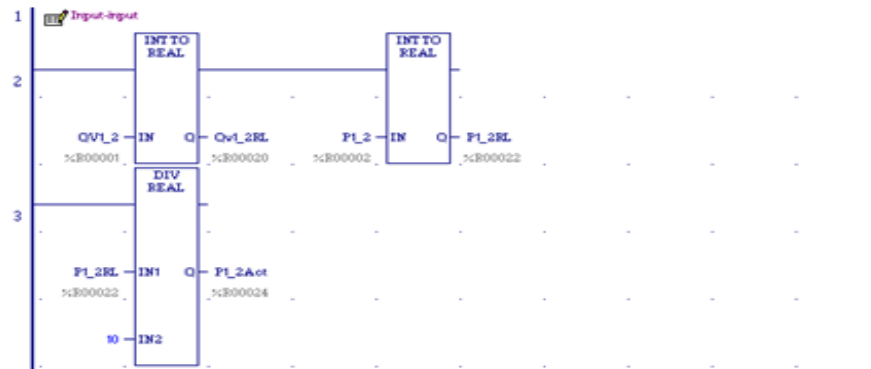 1 Input-input
INT TO REAL INT TO REAL
2
QV1_2 IN Q Qv1_2RL P1_2 IN Q P1_2RL
%R00001 %R00020 %R00002 %R00022
DIV REAL
3
P1_2RL IN1 Q P1_2Act
%R00022 %R00024
10 IN2